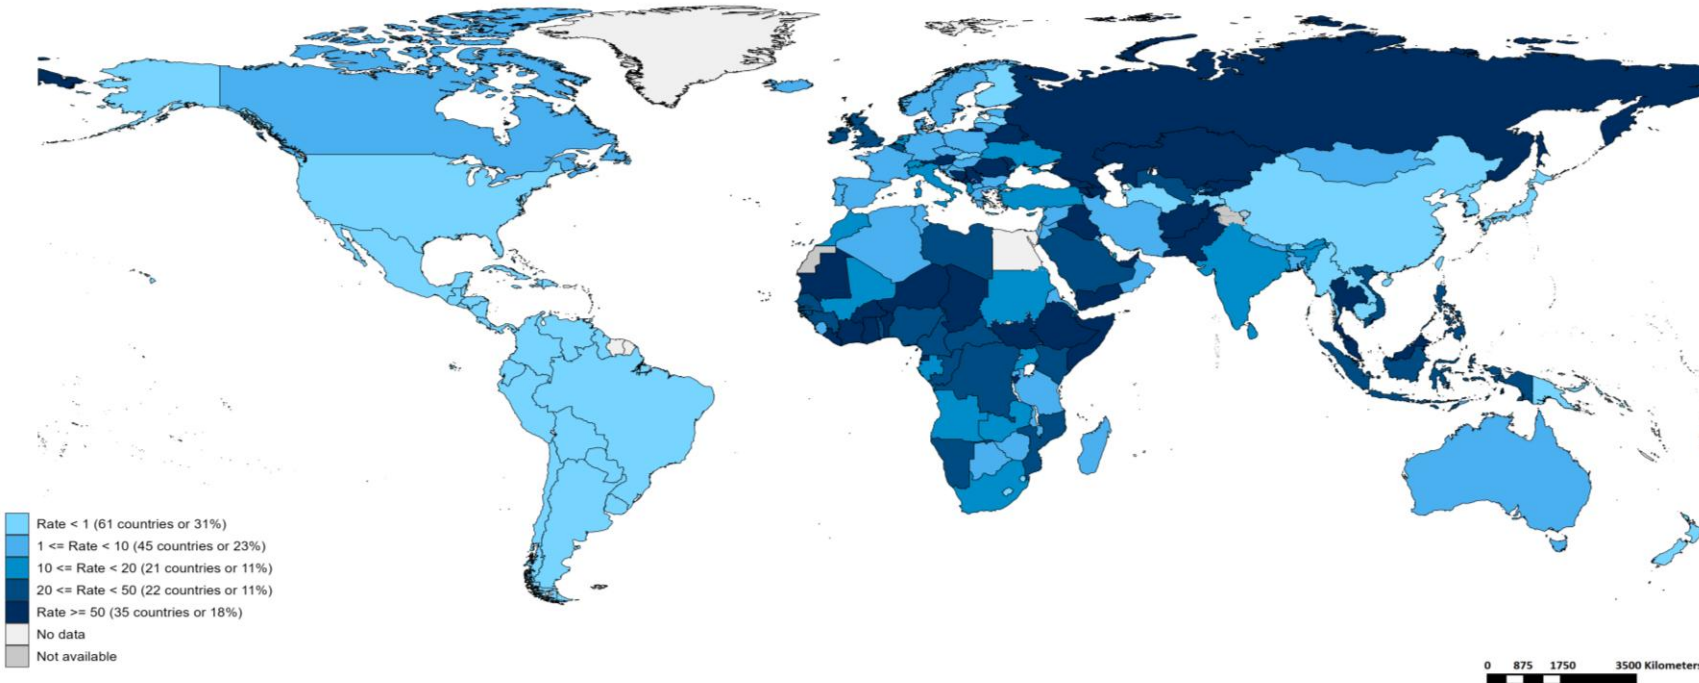 Rate < 1 (61 countries or 31%)
1 <= Rate < 10 (45 countries or 23%)
10 <= Rate < 20 (21 countries or 11%)
20 <= Rate < 50 (22 countries or 11%)
Rate >= 50 (35 countries or 18%)
No data
Not available
0 875 1750 3500 Kilometers